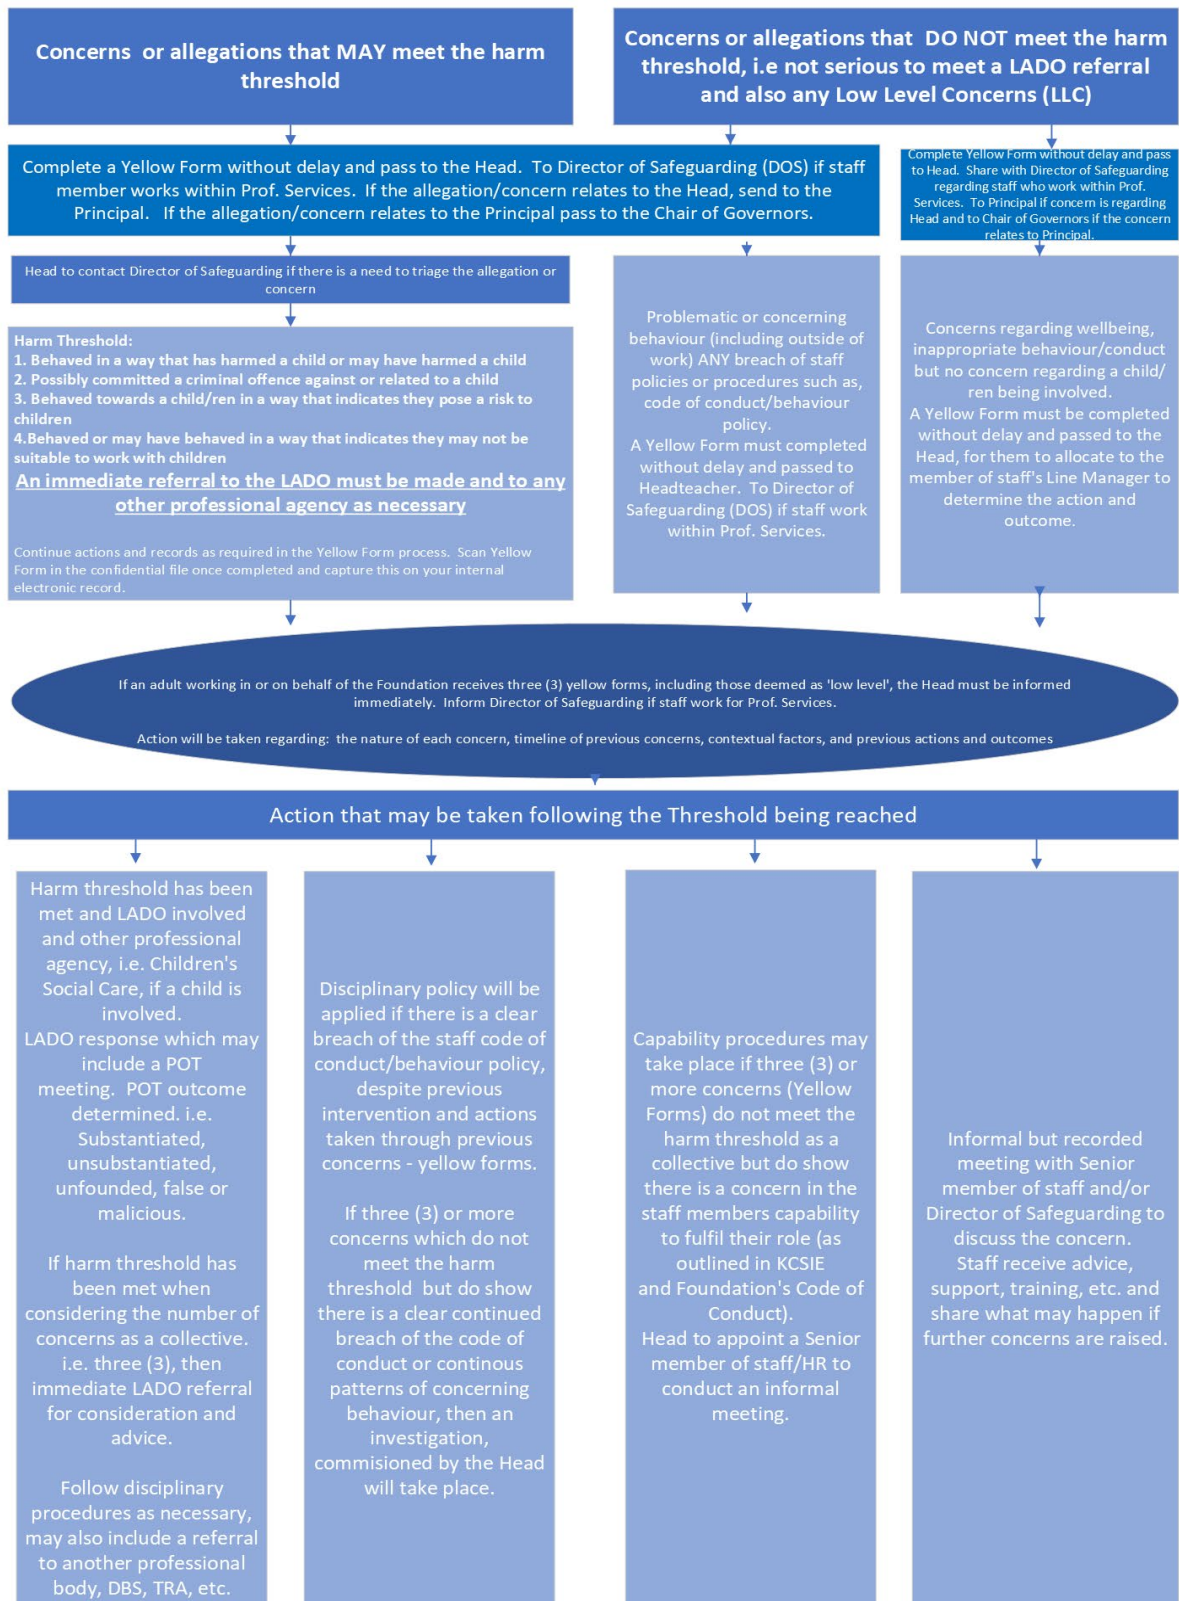 Concerns or allegations that MAY meet the harm
threshold
Concerns or allegations that DO NOT meet the harm
threshold, i.e not serious to meet a LADO referral
and also any Low Level Concerns (LLC)
Complete a Yellow Form without delay and pass to the Head. To Director of Safeguarding (DOS) if staff
member works within Prof. Services. If the allegation/concern relates to the Head, send to the
Principal. If the allegation/concern relates to the Principal pass to the Chair of Governors.
Complete Yellow Form without delay and pass
to Head. Share with Director of Safeguarding
regarding staff who work within Prof.
Services. To Principal if concern is regarding
Head and to Chair of Governors if the concern
relates to Principal.
Head to contact Director of Safeguarding if there is a need to triage the allegation or
concern
Harm Threshold:
1. Behaved in a way that has harmed a child or may have harmed a child
2. Possibly committed a criminal offence against or related to a child
3. Behaved towards a child/ren in a way that indicates they pose a risk to
children
4.Behaved or may have behaved in a way that indicates they may not be
suitable to work with children
An immediate referral to the LADO must be made and to any
other professional agency as necessary
Continue actions and records as required in the Yellow Form process. Scan Yellow
Form in the confidential file once completed and capture this on your internal
electronic record.
Problematic or concerning
behaviour (including outside of
work) ANY breach of staff
policies or procedures such as,
code of conduct/behaviour
policy.
A Yellow Form must completed
without delay and passed to
Headteacher. To Director of
Safeguarding (DOS) if staff work
within Prof. Services.
Concerns regarding wellbeing,
inappropriate behaviour/conduct
but no concern regarding a child/
ren being involved.
A Yellow Form must be completed
without delay and passed to the
Head, for them to allocate to the
member of staff's Line Manager to
determine the action and
outcome.
If an adult working in or on behalf of the Foundation receives three (3) yellow forms, including those deemed as 'low level', the Head must be informed
immediately. Inform Director of Safeguarding if staff work for Prof. Services.
Action will be taken regarding: the nature of each concern, timeline of previous concerns, contextual factors, and previous actions and outcomes
Action that may be taken following the Threshold being reached
Harm threshold has been
met and LADO involved
and other professional
agency, i.e. Children's
Social Care, if a child is
involved.
LADO response which may
include a POT
meeting. POT outcome
determined. i.e.
Substantiated,
unsubstantiated,
unfounded, false or
malicious.
If harm threshold has
been met when
considering the number of
concerns as a collective.
i.e. three (3), then
immediate LADO referral
for consideration and
advice.
Follow disciplinary
procedures as necessary,
may also include a referral
to another professional
body, DBS, TRA, etc.
Disciplinary policy will be
applied if there is a clear
breach of the staff code of
conduct/behaviour policy,
despite previous
intervention and actions
taken through previous
concerns - yellow forms.
If three (3) or more
concerns which do not
meet the harm
threshold but do show
there is a clear continued
breach of the code of
conduct or continous
patterns of concerning
behaviour, then an
investigation,
commisioned by the Head
will take place.
Capability procedures may
take place if three (3) or
more concerns (Yellow
Forms) do not meet the
harm threshold as a
collective but do show
there is a concern in the
staff members capability
to fulfil their role (as
outlined in KCSIE
and Foundation's Code of
Conduct).
Head to appoint a Senior
member of staff/HR to
conduct an informal
meeting.
Informal but recorded
meeting with Senior
member of staff and/or
Director of Safeguarding to
discuss the concern.
Staff receive advice,
support, training, etc. and
share what may happen if
further concerns are raised.